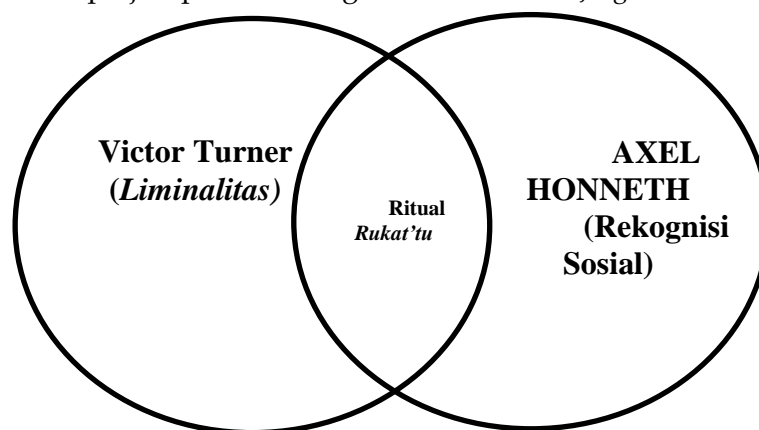 Victor Turner
(Liminalitas)
Ritual
Rukat’tu
AXEL
HONNETH
(Rekognisi
Sosial)